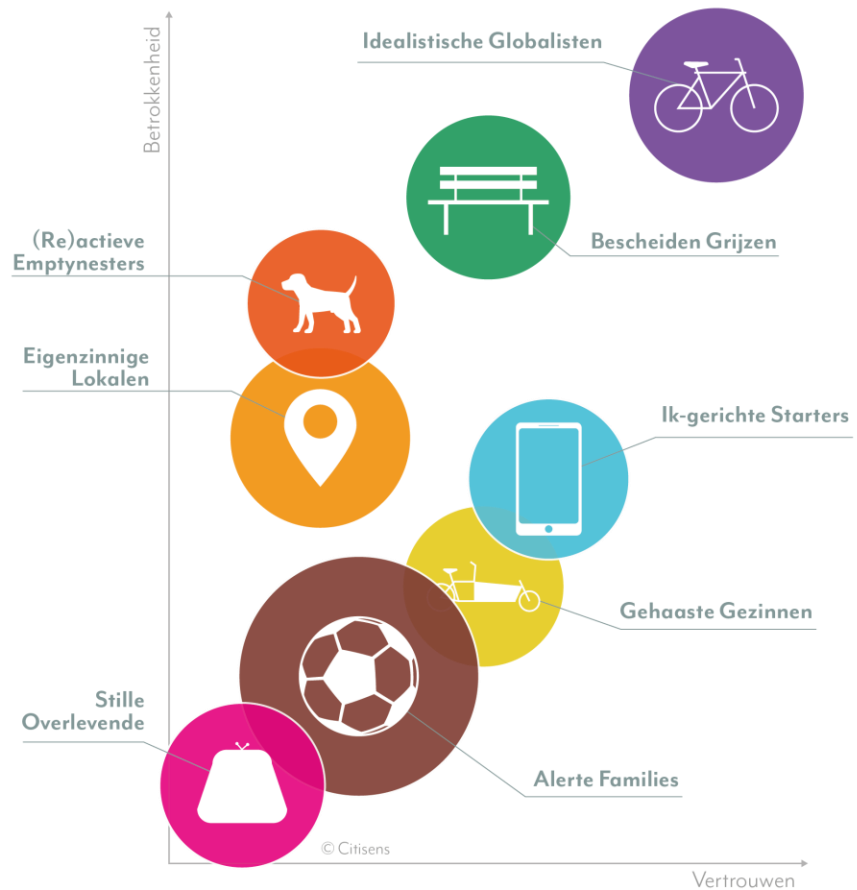 Betrokkenheid
Idealistische Globalisten
Bescheiden Grijzen
(Re)actieve
Emptynesters
Eigenzinnige
Lokalen
Ik-gerichte Starters
Gehaaste Gezinnen
Stille
Overlevende
Alerte Families
© Citisens
Vertrouwen